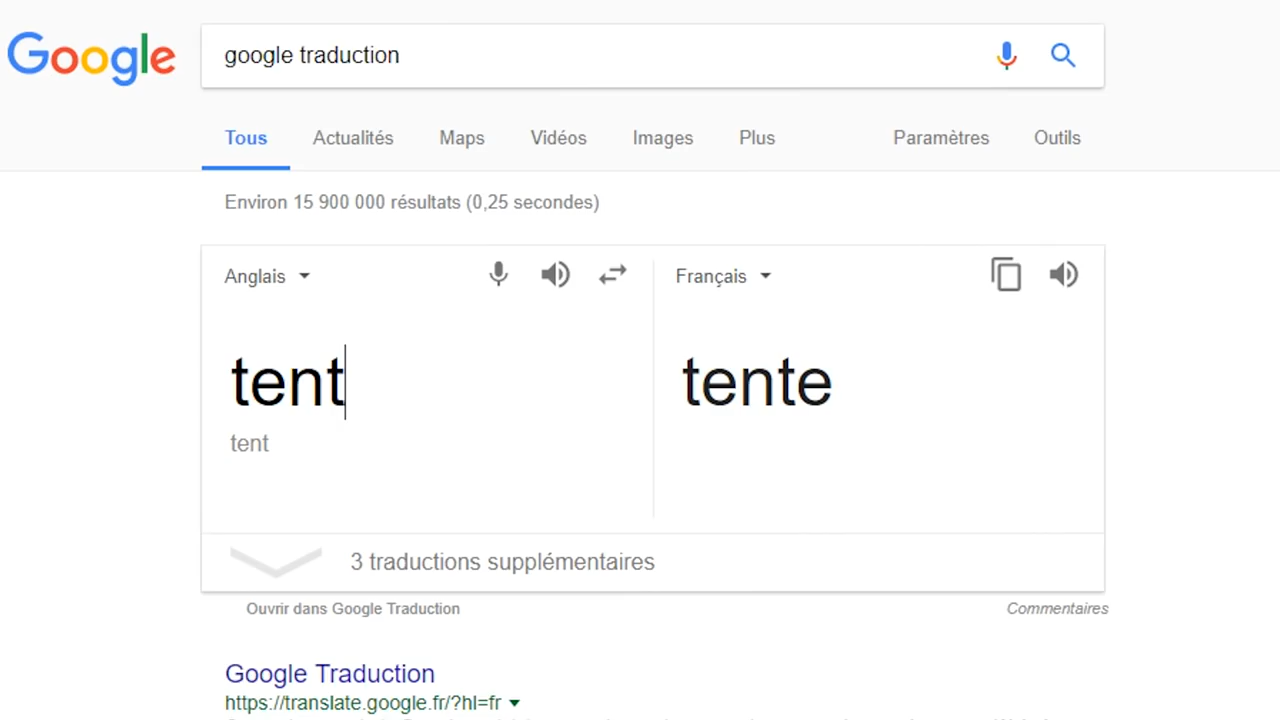 Google
google traduction
Tous Actualités Maps Vidéos Images Plus Paramètres Outils
Environ 15 900 000 résultats (0,25 secondes)
Anglais Français
tent tente
tent
3 traductions supplémentaires
Ouvrir dans Google Traduction Commentaires
Google Traduction
https://translate.google.fr/?hl=fr